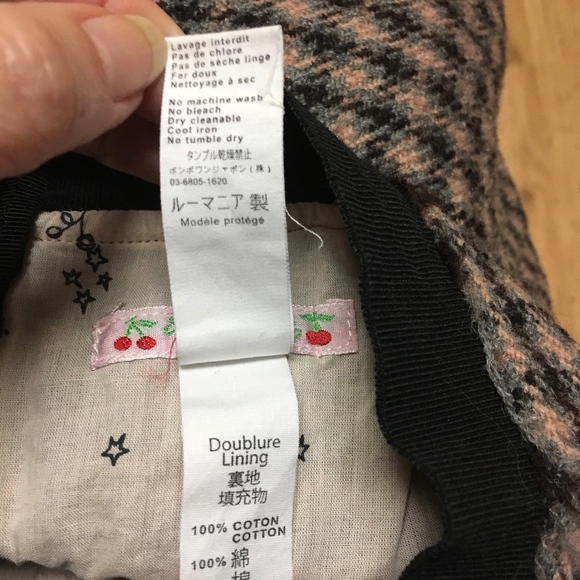 Lavage interdit
Pas de chlore
Pas de sèche linge
Fer doux
Nettoyage à sec
No machine wash
No bleach
Dry cleanable
Cool iron
No tumble dry
タンブル乾燥禁止
ボンポワンジャポン(株)
03-6805-1620
ルーマニア製
Modèle protégé
Doublure
Lining
裏地
填充物
100% COTON
COTTON
100% 綿
棉